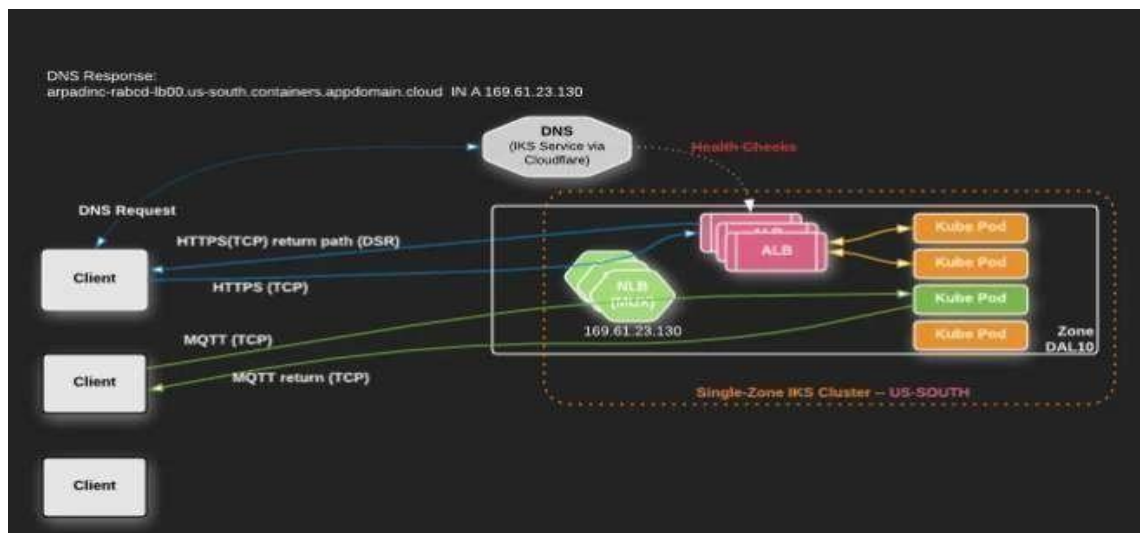 DNS Response:
arpadinc-rabcd-lb00.us-south.containers.appdomain.cloud IN A 169.61.23.130
DNS
(IKS Service via
Cloudflare)
Health Checks
DNS Request
HTTPS(TCP) return path (DSR)
Client
HTTPS (TCP)
ALB
ALB
Kube Pod
Kube Pod
NLB
(MUX)
Kube Pod
169.61.23.130
Kube Pod
Zone
DAL10
MQTT (TCP)
Client
MQTT return (TCP)
Single-Zone IKS Cluster -- US-SOUTH
Client